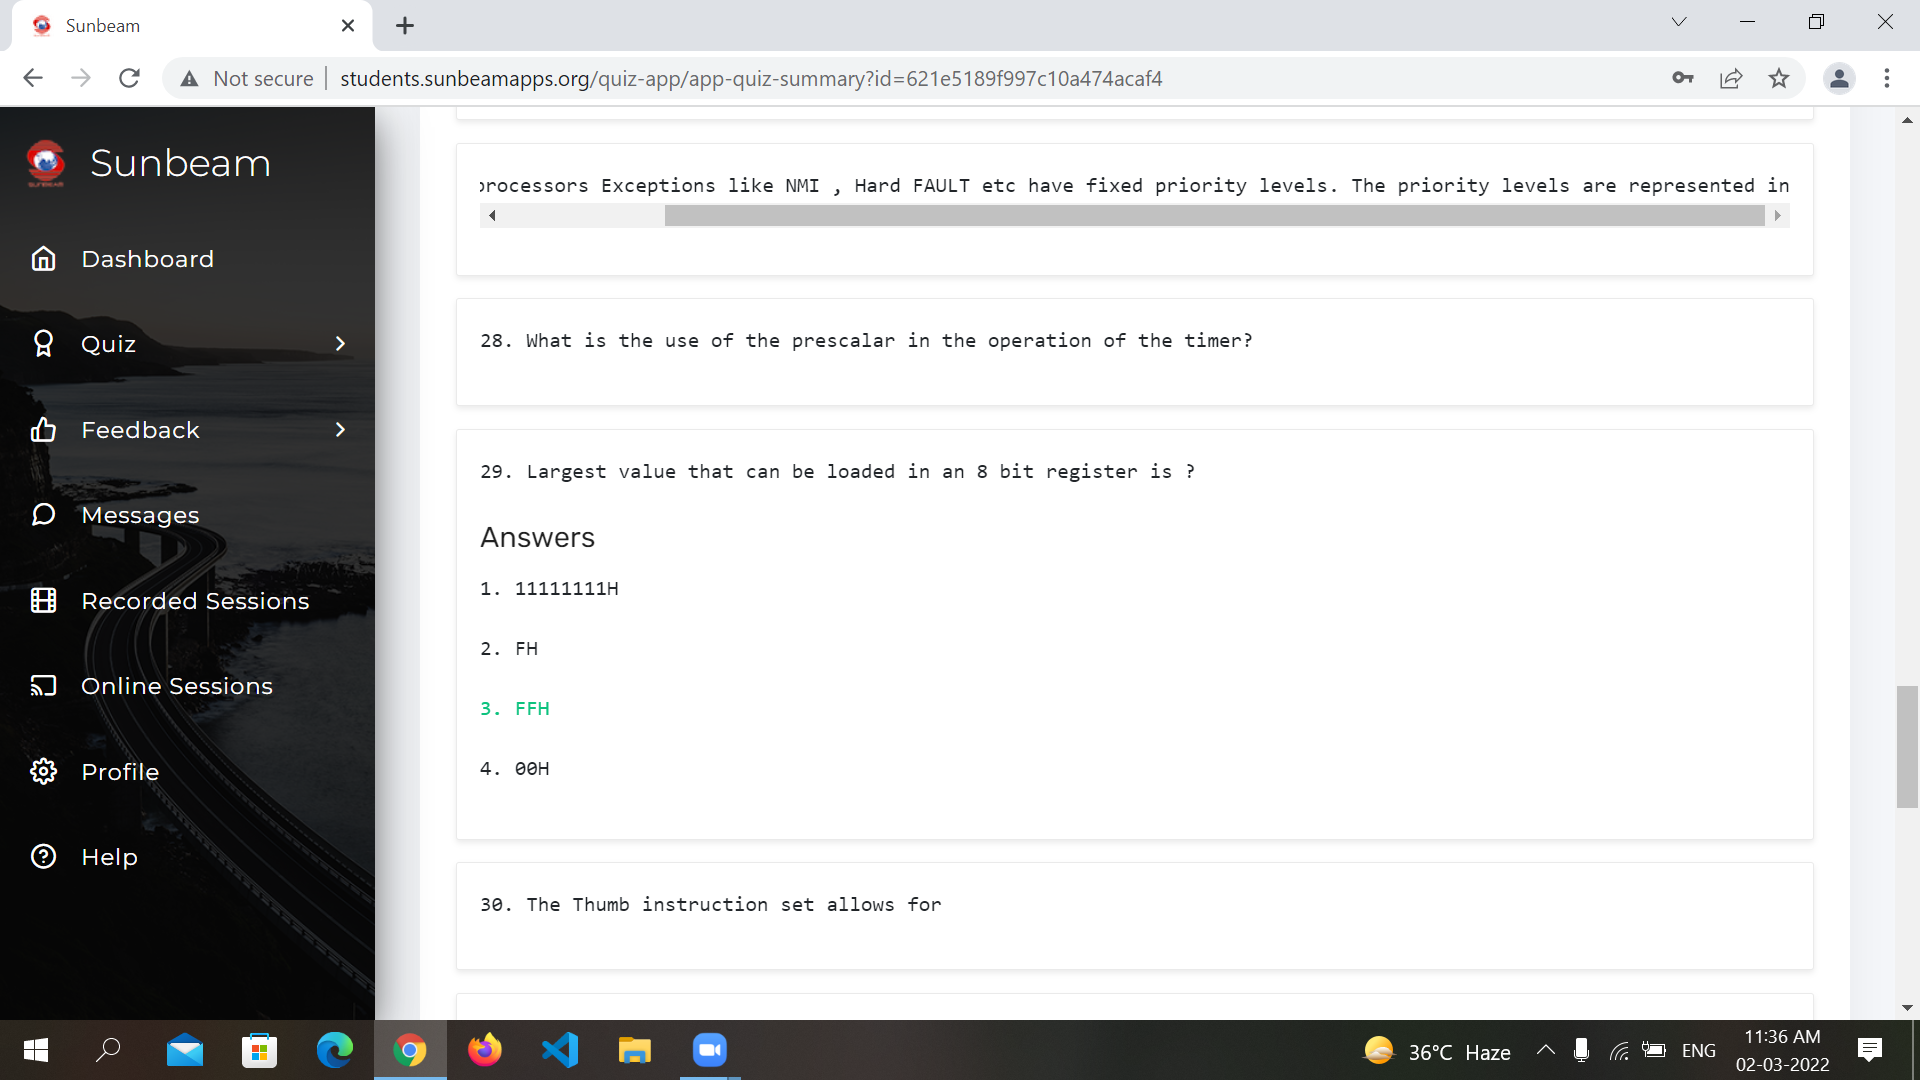 Sunbeam
Not secure
students.sunbeamapps.org/quiz-app/app-quiz-summary?id=621e5189f997c10a474acaf4
Sunbeam
Dashboard
Quiz
Feedback
Messages
Recorded Sessions
Online Sessions
Profile
Help
processors Exceptions like NMI , Hard FAULT etc have fixed priority levels. The priority levels are represented in
28. What is the use of the prescalar in the operation of the timer?
29. Largest value that can be loaded in an 8 bit register is ?
Answers
1. 11111111H
2. FH
3. FFH
4. 00H
30. The Thumb instruction set allows for
36°C Haze
ENG
11:36 AM
02-03-2022